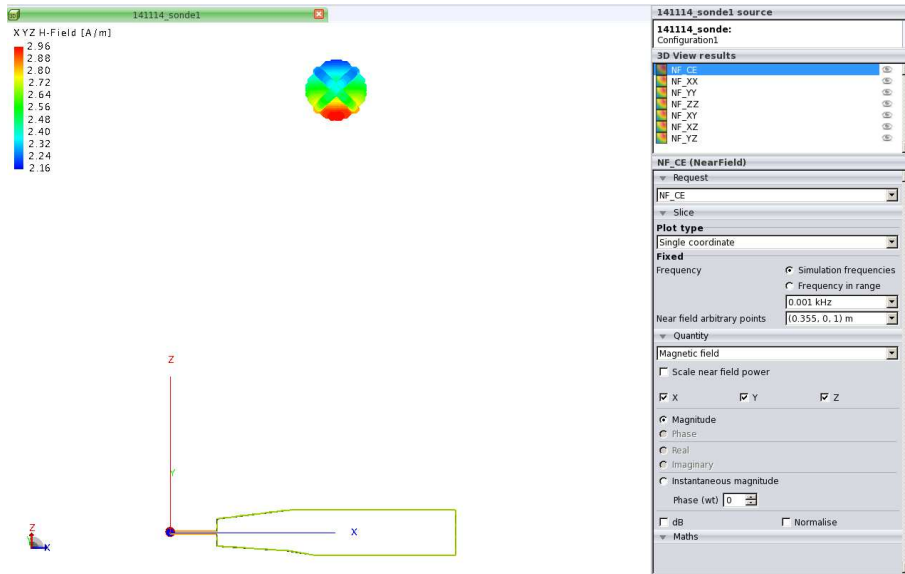 141114_sonde1
XYZ H-Field [A/m]
2.96
2.88
2.80
2.72
2.64
2.56
2.48
2.40
2.32
2.24
2.16
Z
Y
X
Z
X
141114_sonde1 source
141114_sonde:
Configuration1
3D View results
NF_CE
NF_XX
NF_YY
NF_ZZ
NF_XY
NF_XZ
NF_YZ
NF_CE (NearField)
Request
NF_CE
Slice
Plot type
Single coordinate
Fixed
Frequency
Simulation frequencies
Frequency in range
0.001 kHz
Near field arbitrary points (0.355, 0, 1) m
Quantity
Magnetic field
Scale near field power
X Y Z
Magnitude
Phase
Real
Imaginary
Instantaneous magnitude
Phase (wt) 0
dB Normalise
Maths